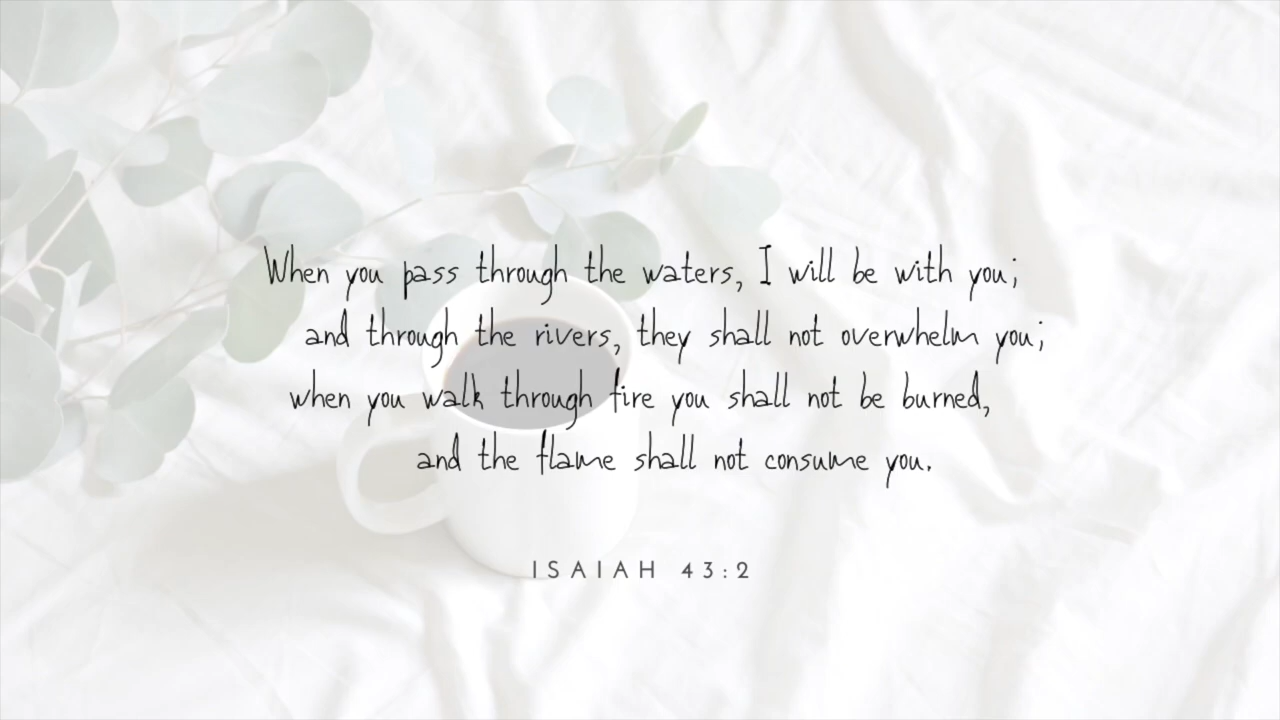 When you pass through the waters, I will be with you;
and through the rivers, they shall not overwhelm you;
when you walk through fire you shall not be burned,
and the flame shall not consume you.
ISAIAH 43:2